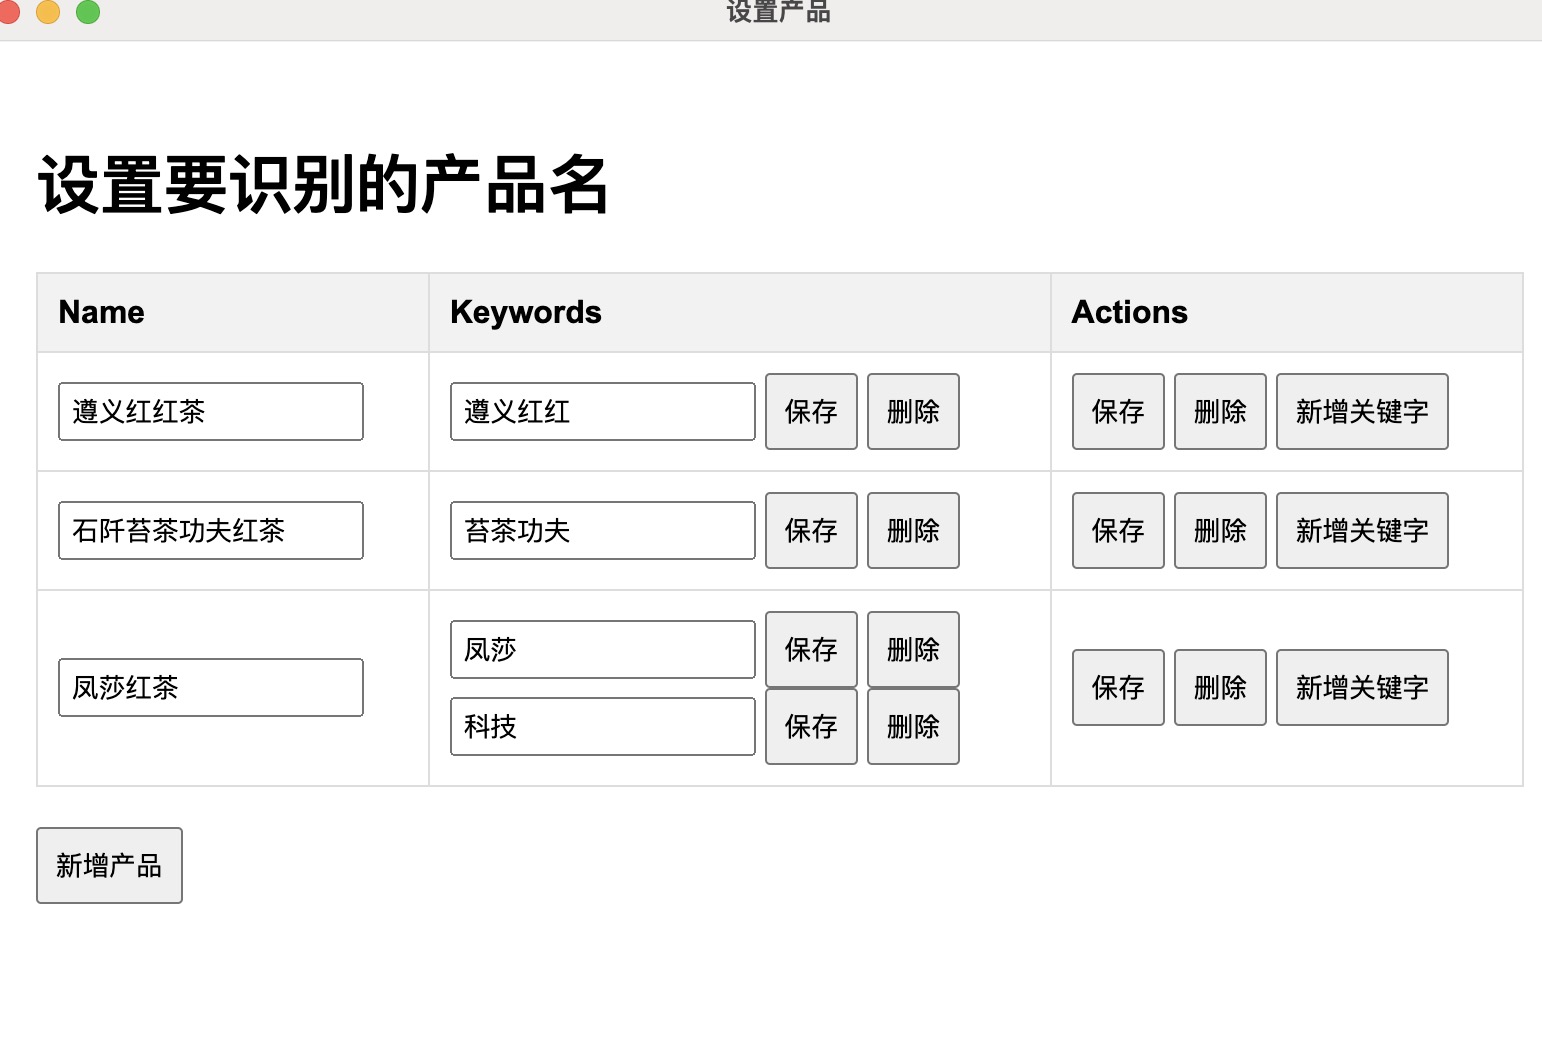 设置产品
设置要识别的产品名
Name Keywords Actions
遵义红红茶 遵义红红 保存 删除 保存 删除 新增关键字
石阡苔茶功夫红茶 苔茶功夫 保存 删除 保存 删除 新增关键字
凤莎红茶 凤莎 保存 删除 保存 删除 新增关键字
科技 保存 删除
新增产品